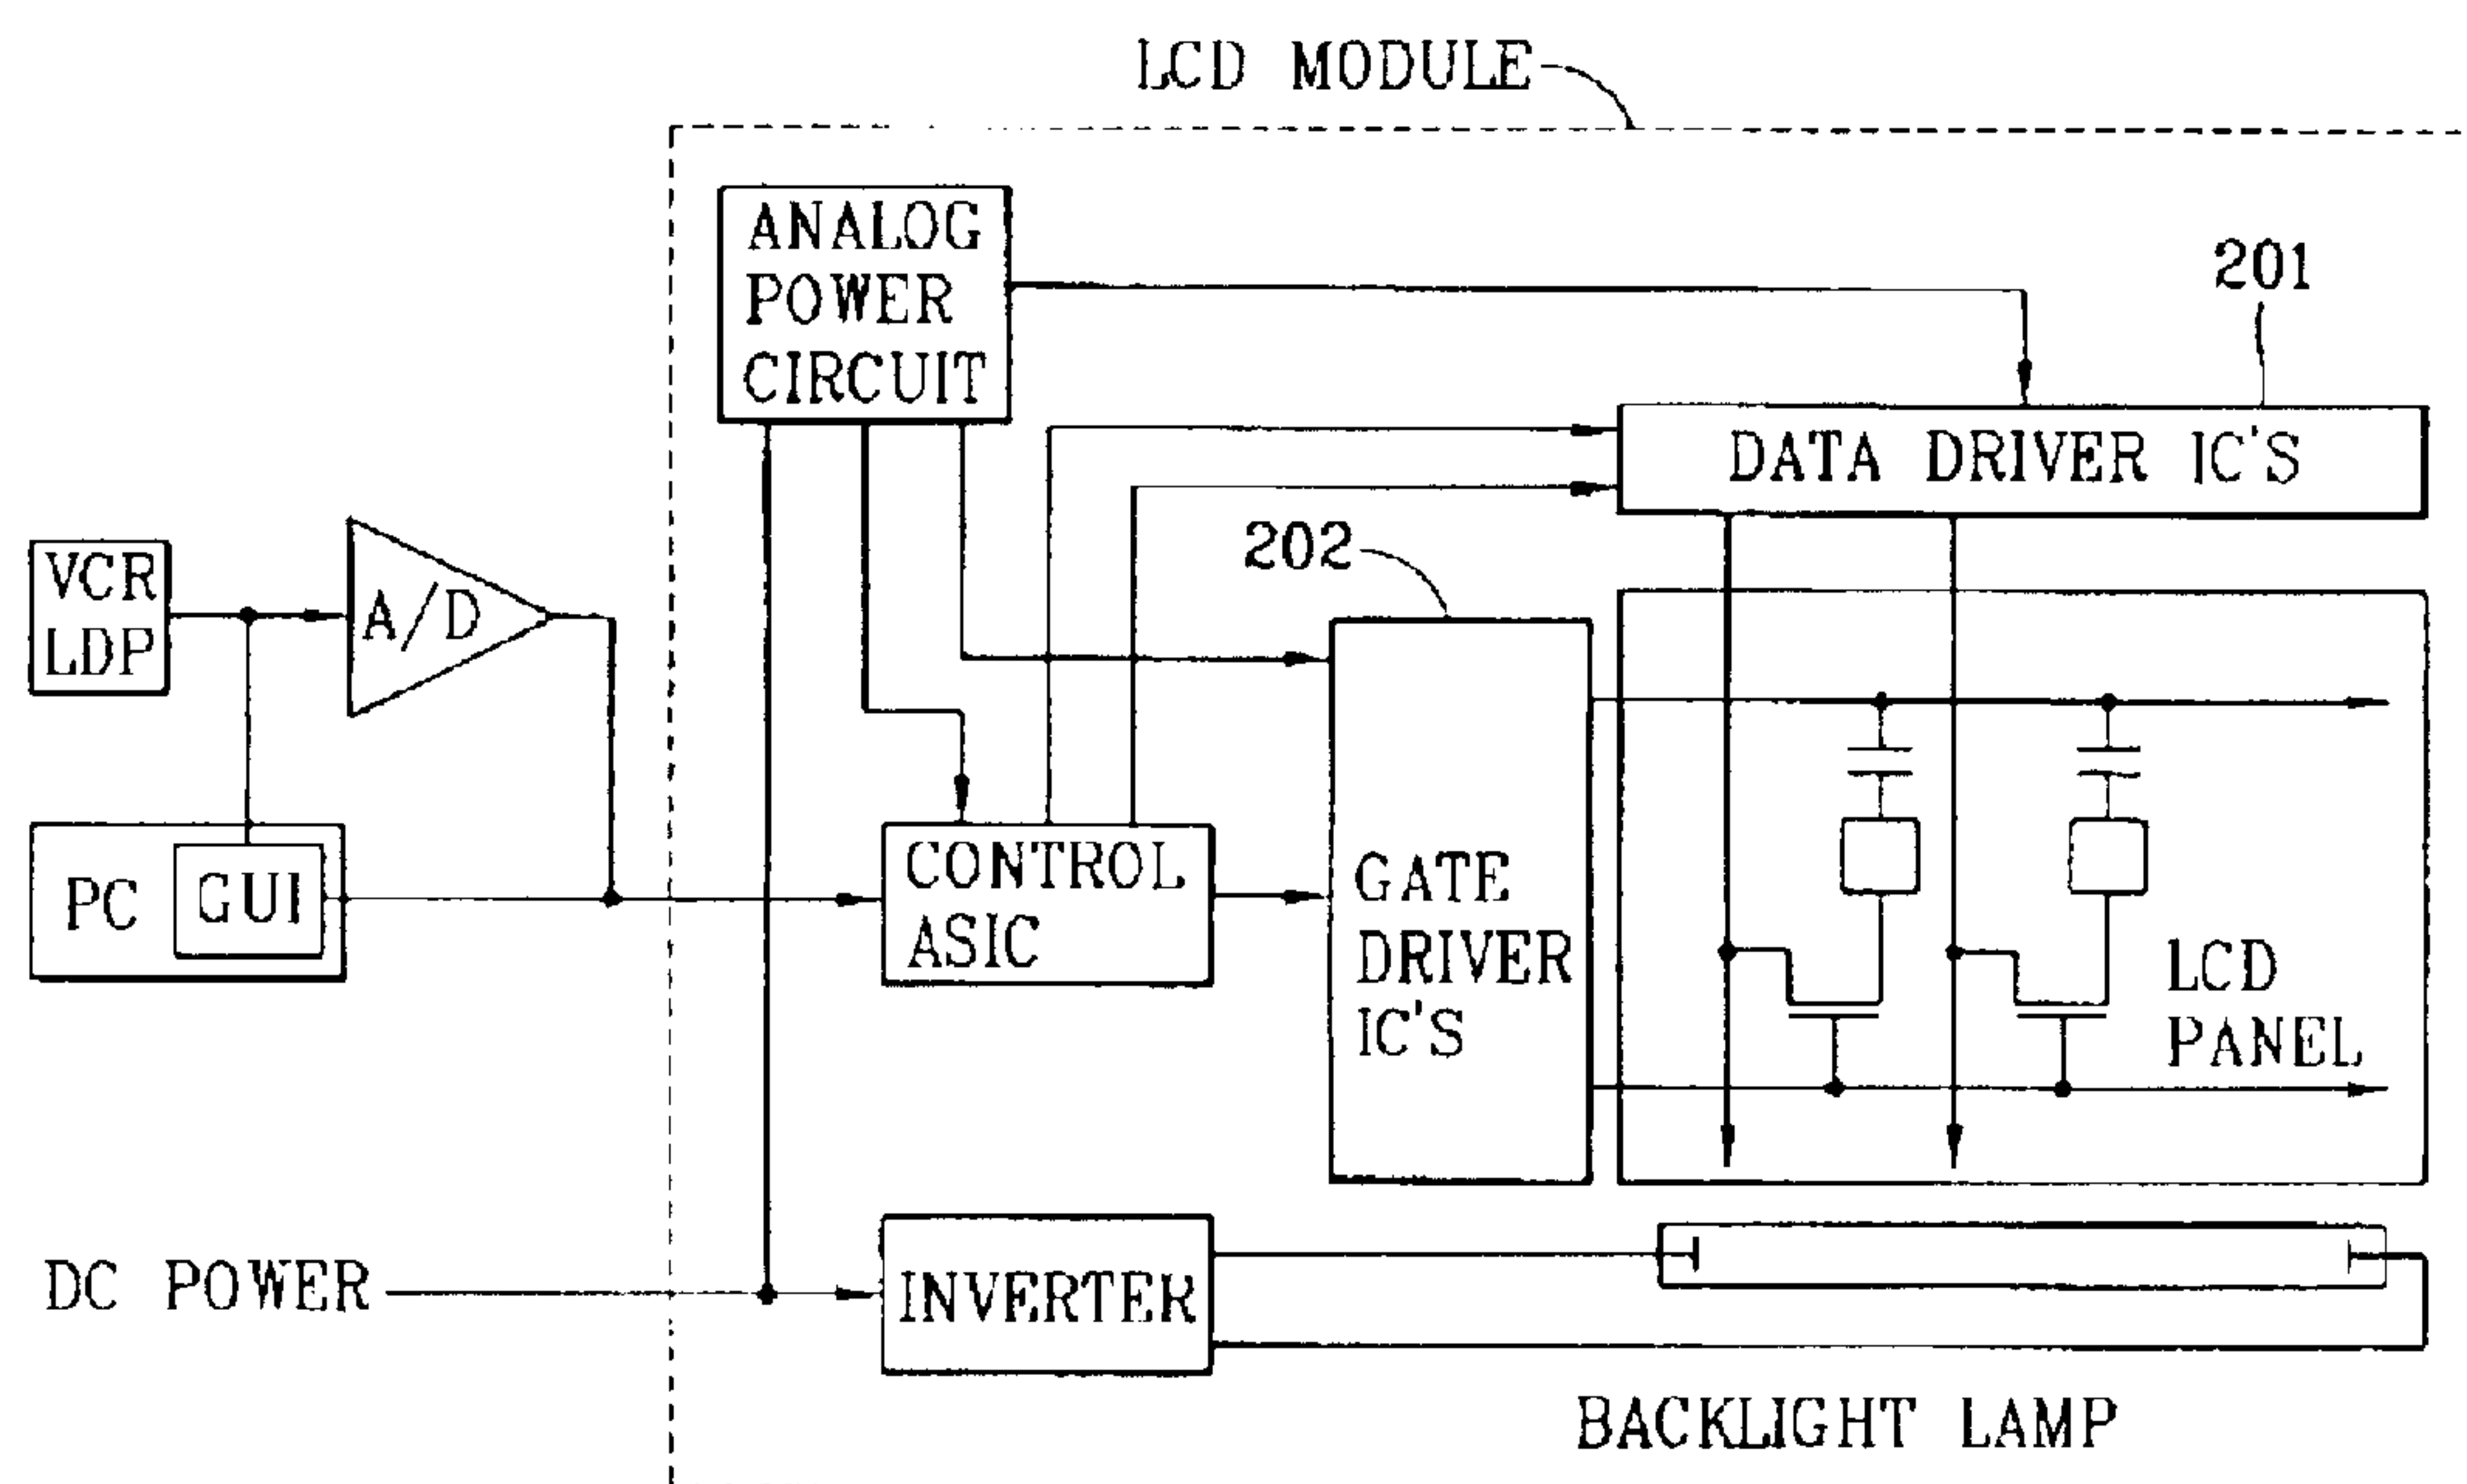 LCD MODULE
ANALOG
POWER
CIRCUIT
201
DATA DRIVER IC'S
202
VCR
LDP
A/D
PC
GUI
CONTROL
ASIC
GATE
DRIVER
IC'S
LCD
PANEL
DC POWER
INVERTER
BACKLIGHT LAMP